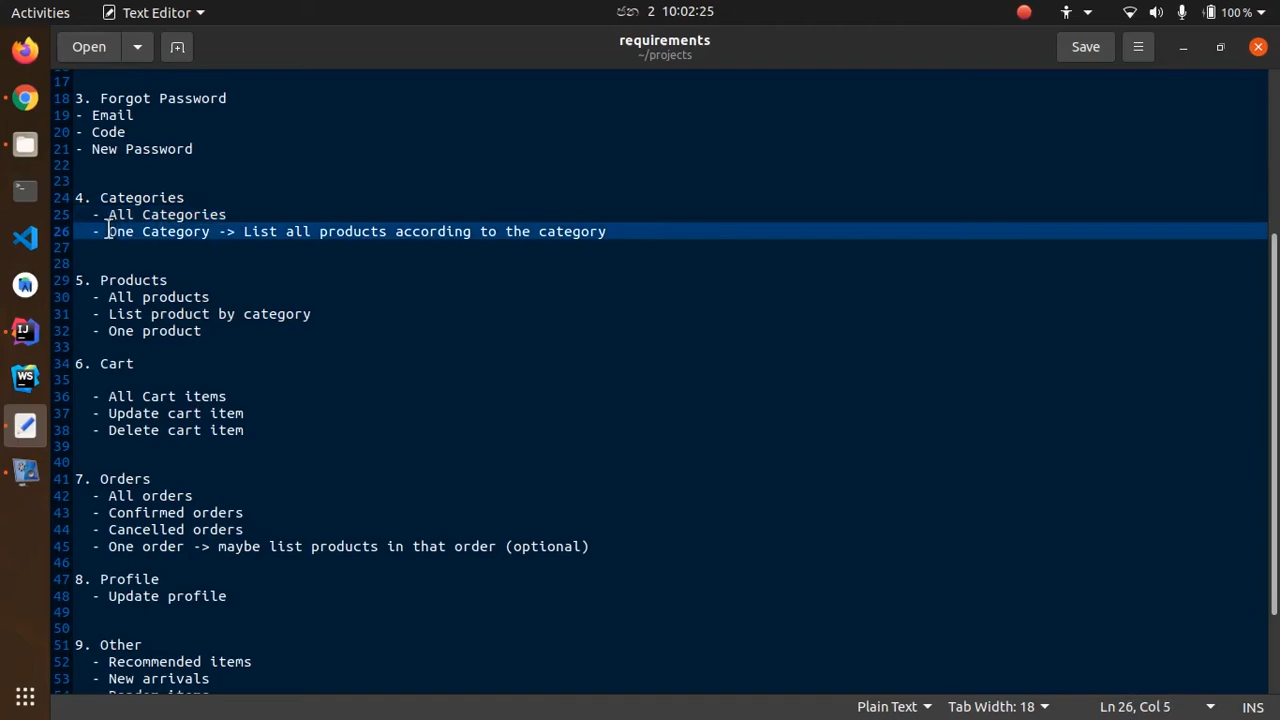 Activities
Text Editor
ජන 2 10:02:25
100 %
Open
requirements
~/projects
Save
17
18 3. Forgot Password
19 - Email
20 - Code
21 - New Password
22
23
24 4. Categories
25 - All Categories
26 - One Category -> List all products according to the category
27
28
29 5. Products
30 - All products
31 - List product by category
32 - One product
33
34 6. Cart
35
36 - All Cart items
37 - Update cart item
38 - Delete cart item
39
40
41 7. Orders
42 - All orders
43 - Confirmed orders
44 - Cancelled orders
45 - One order -> maybe list products in that order (optional)
46
47 8. Profile
48 - Update profile
49
50
51 9. Other
52 - Recommended items
53 - New arrivals
IJ
WS
Plain Text
Tab Width: 18
Ln 26, Col 5
INS